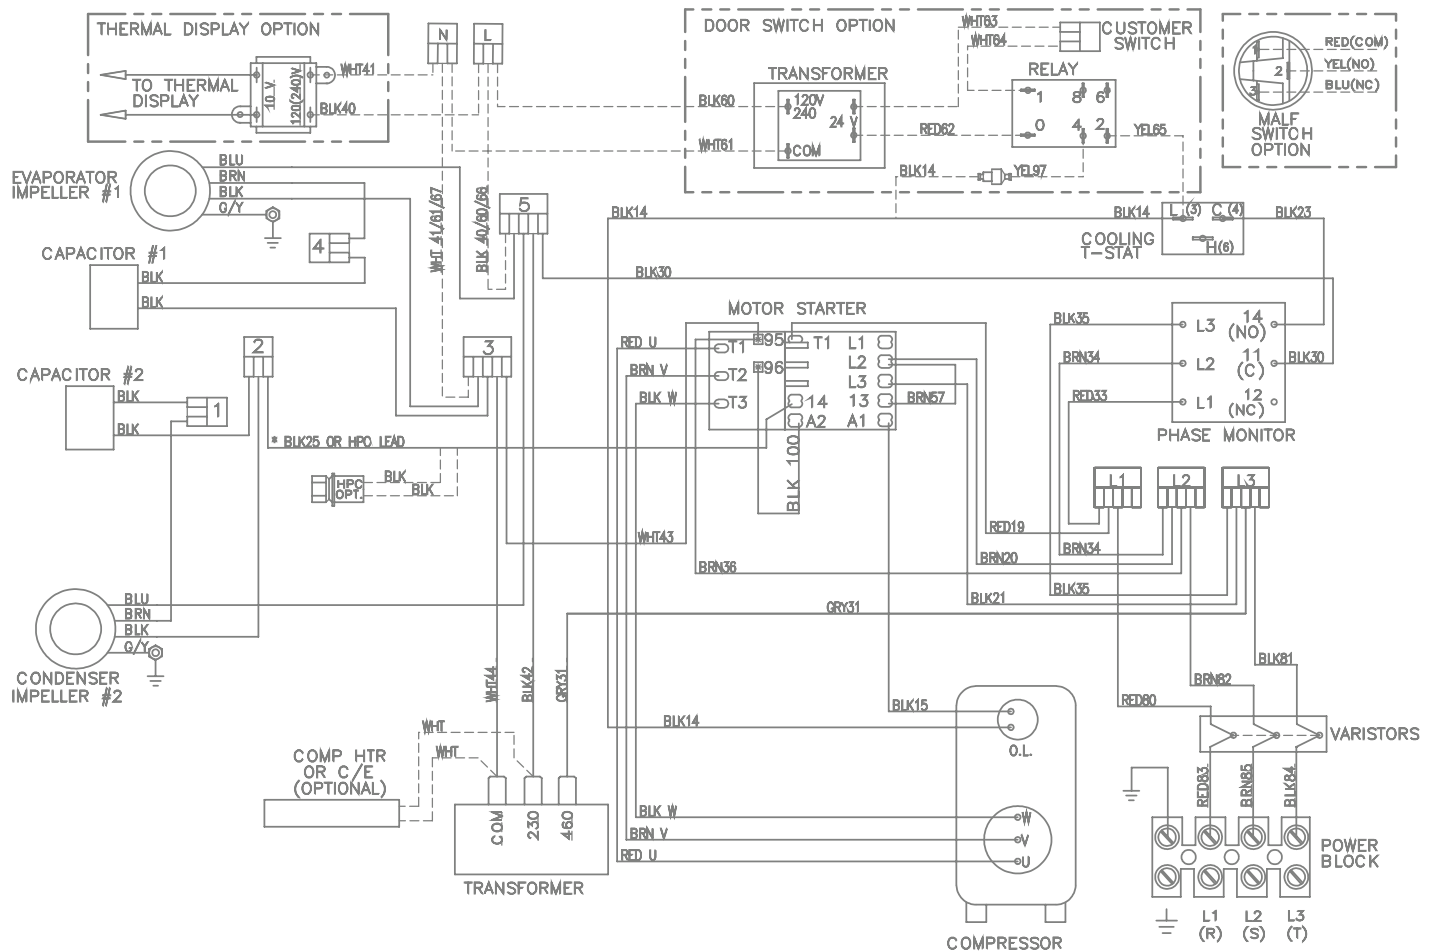 THERMAL DISPLAY OPTION
TO THERMAL
DISPLAY
10 V
120(240)V
WHT41
BLK40
N
L
DOOR SWITCH OPTION
WHT63
WHT64
CUSTOMER
SWITCH
TRANSFORMER
120V
240
24 V
COM
BLK60
WHT61
RED62
RELAY
1
8
6
0
4
2
YEL65
BLK14
YEL97
1
2
3
RED(COM)
YEL(NO)
BLU(NC)
MALF
SWITCH
OPTION
EVAPORATOR
IMPELLER #1
BLU
BRN
BLK
G/Y
4
CAPACITOR #1
BLK
BLK
WHT 41/61/67
BLK 40/60/66
5
BLK14
BLK14
L (3)
C (4)
H(6)
BLK23
COOLING
T-STAT
BLK30
2
3
CAPACITOR #2
BLK
BLK
1
MOTOR STARTER
RED U
BRN V
BLK W
T1
T2
T3
95
96
T1
14
A2
L1
L2
L3
13
A1
BRN57
BLK 100
BLK35
BRN34
RED33
L3
L2
L1
14
(NO)
11
(C)
12
(NC)
BLK30
PHASE MONITOR
* BLK25 OR HPC LEAD
HPC
OPT.
BLK
BLK
L1
L2
L3
WHT43
RED19
BRN20
BRN34
BRN36
BLK35
BLK21
GRY31
BLU
BRN
BLK
G/Y
CONDENSER
IMPELLER #2
WHT44
BLK42
GRY31
BLK81
BRN82
RED80
BLK15
BLK14
O.L.
VARISTORS
WHT
WHT
COMP HTR
OR C/E
(OPTIONAL)
COM
230
460
TRANSFORMER
BLK W
BRN V
RED U
W
V
U
COMPRESSOR
RED83
BRN85
BLK84
POWER
BLOCK
L1
(R)
L2
(S)
L3
(T)